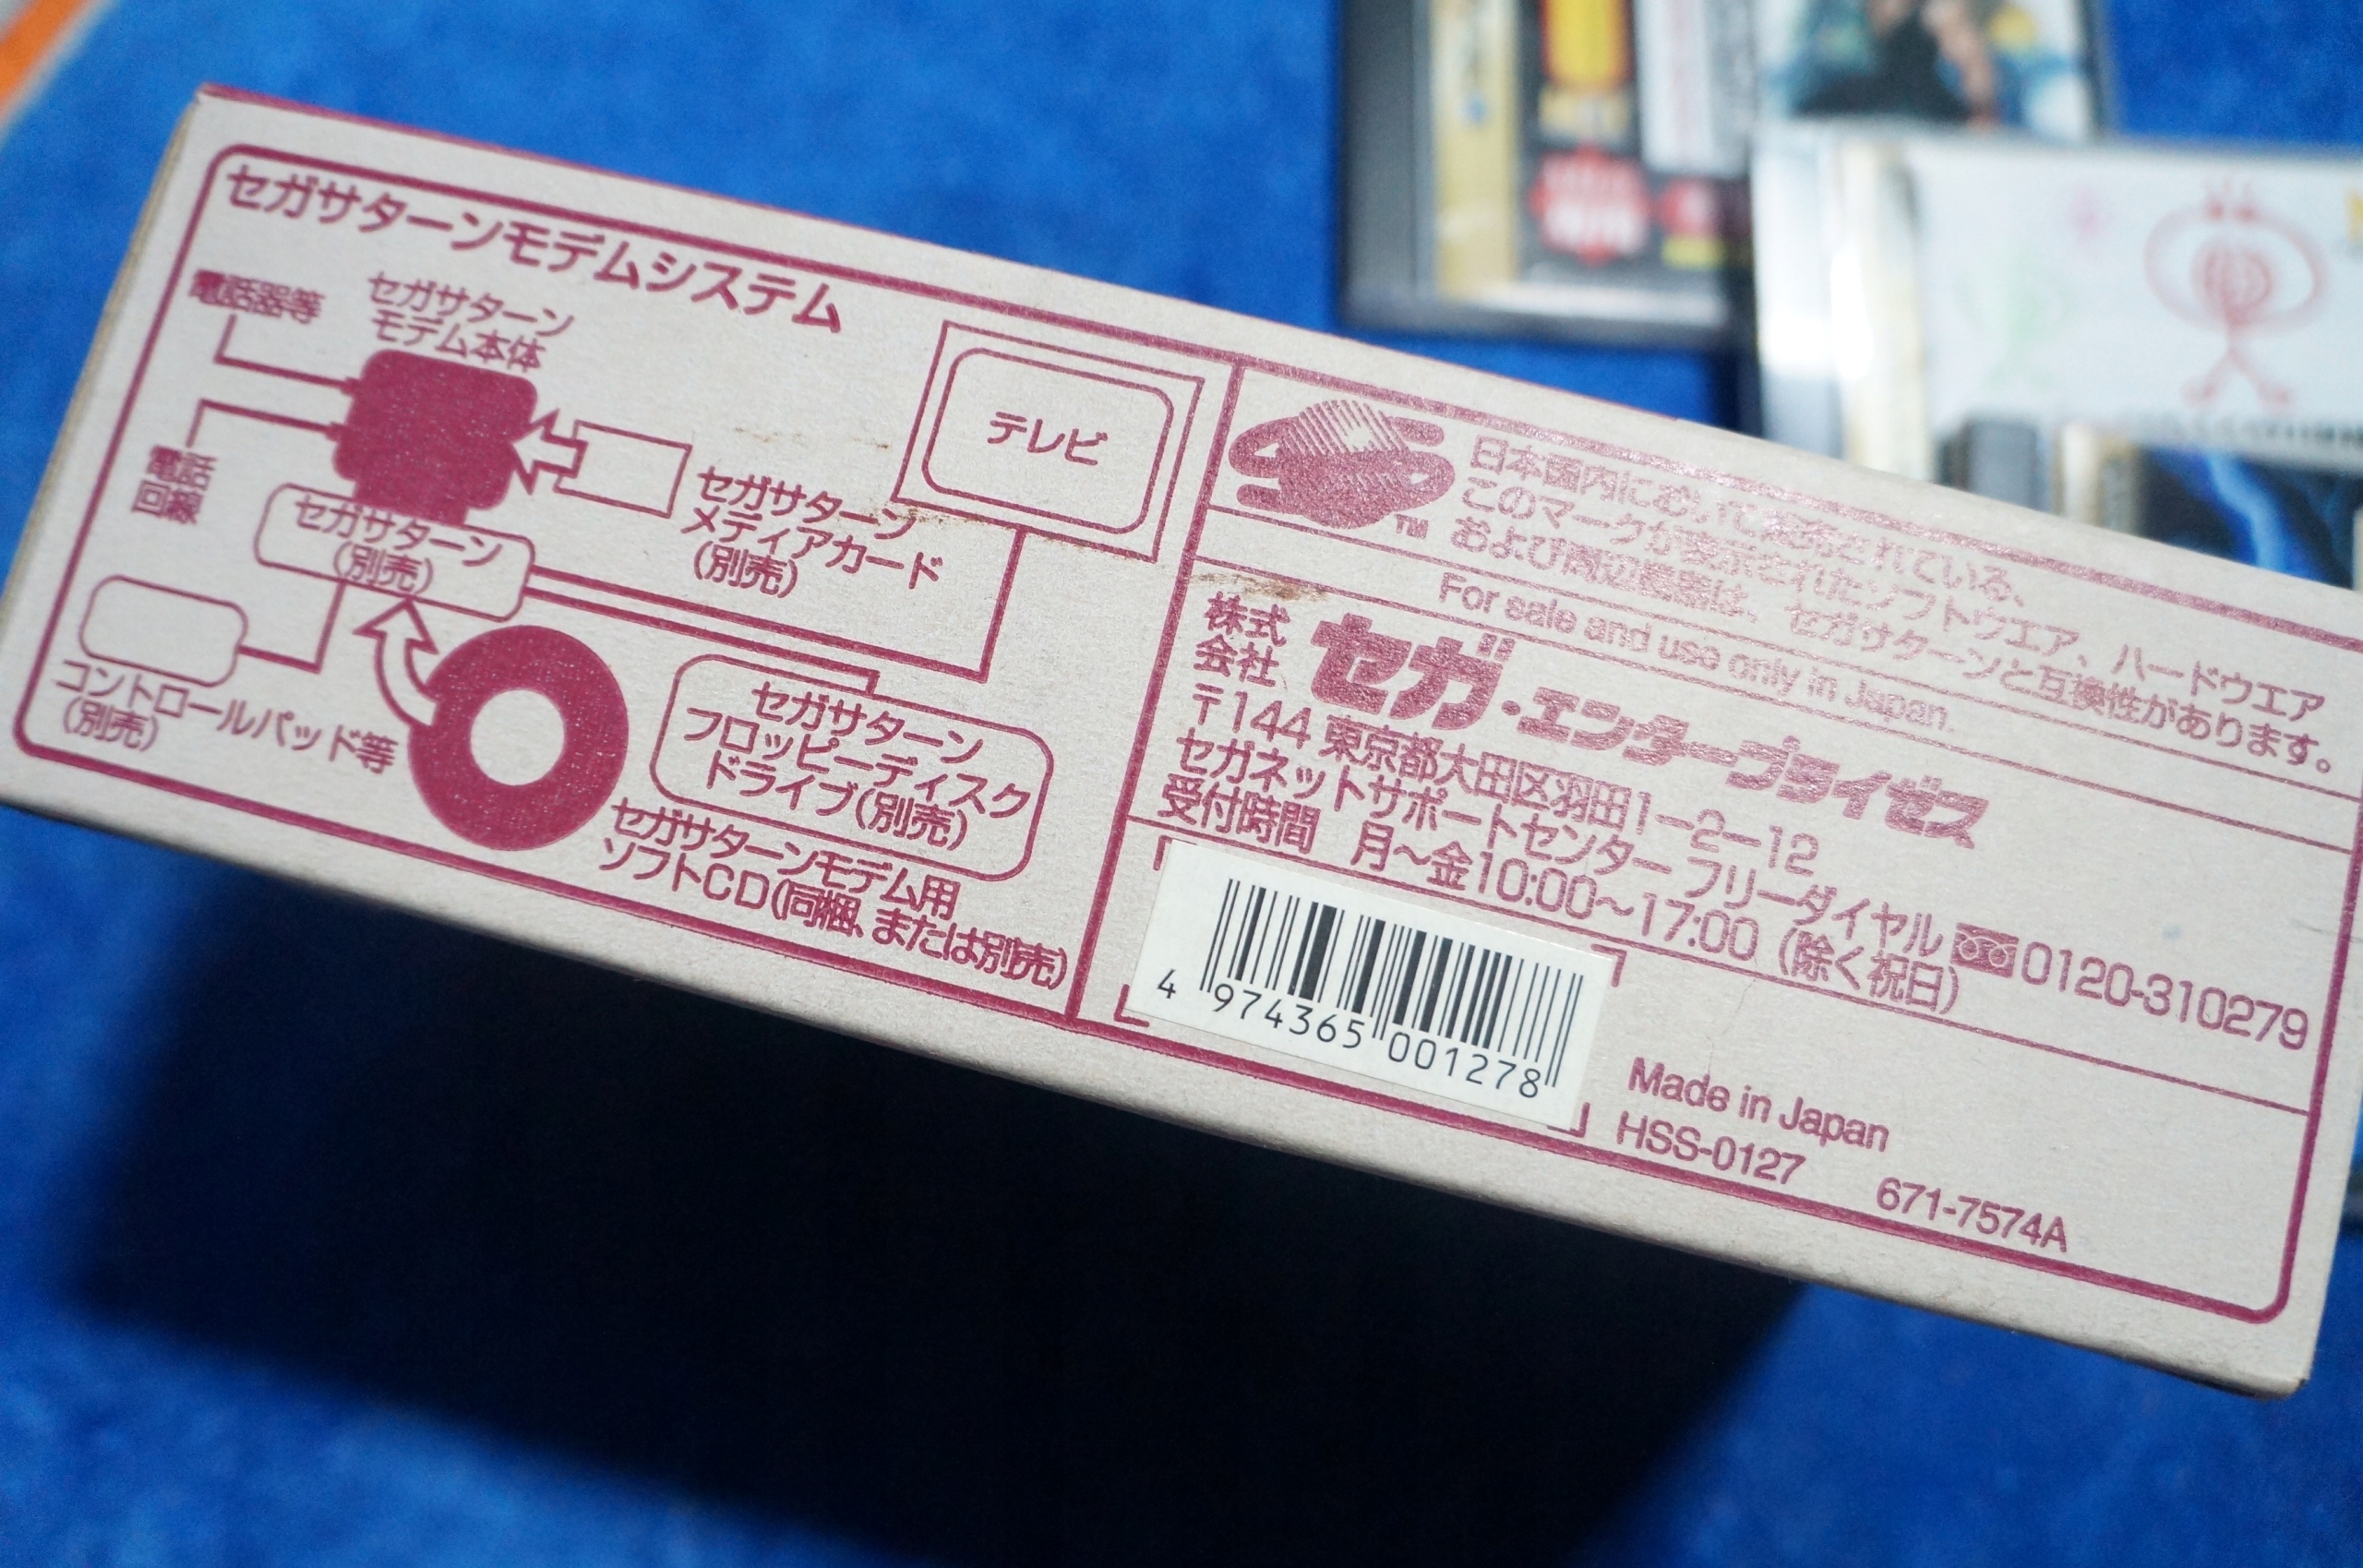 セガサターンモデムシステム
電話器等
セガサターン
モデム本体
電話
回線
セガサターン
メディアカード
(別売)
テレビ
セガサターン
(別売)
コントロールパッド等
(別売)
セガサターン
フロッピーディスク
ドライブ(別売)
セガサターンモデム用
ソフトCD(同梱、または別売)
TM
日本国内において発売されている、
このマークが表示されたソフトウエア、ハードウエア
および周辺機器は、セガサターンと互換性があります。
For sale and use only in Japan.
株式
会社
セガ・エンタープライゼス
〒144 東京都大田区羽田1-2-12
セガネットサポートセンター フリーダイヤル 0120-310279
受付時間 月〜金10:00〜17:00 (除く祝日)
4 974365 001278
Made in Japan
HSS-0127 671-7574A